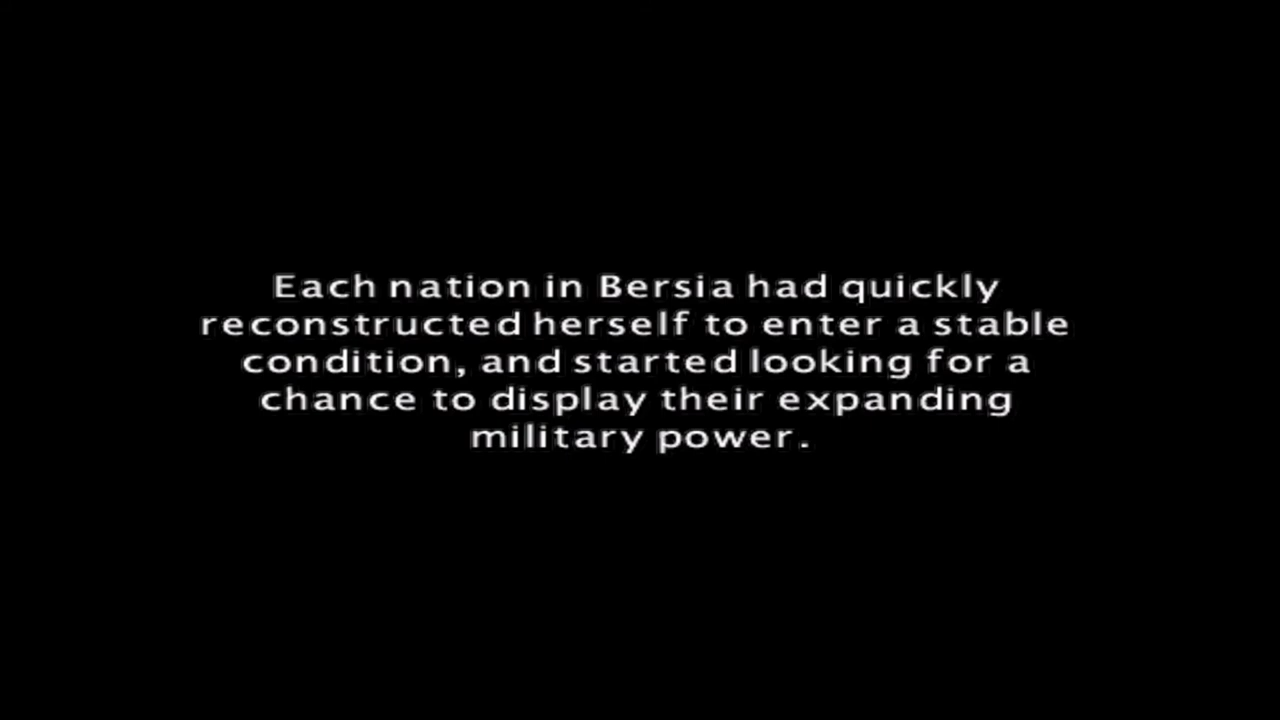 Each nation in Bersia had quickly
reconstructed herself to enter a stable
condition, and started looking for a
chance to display their expanding
military power.